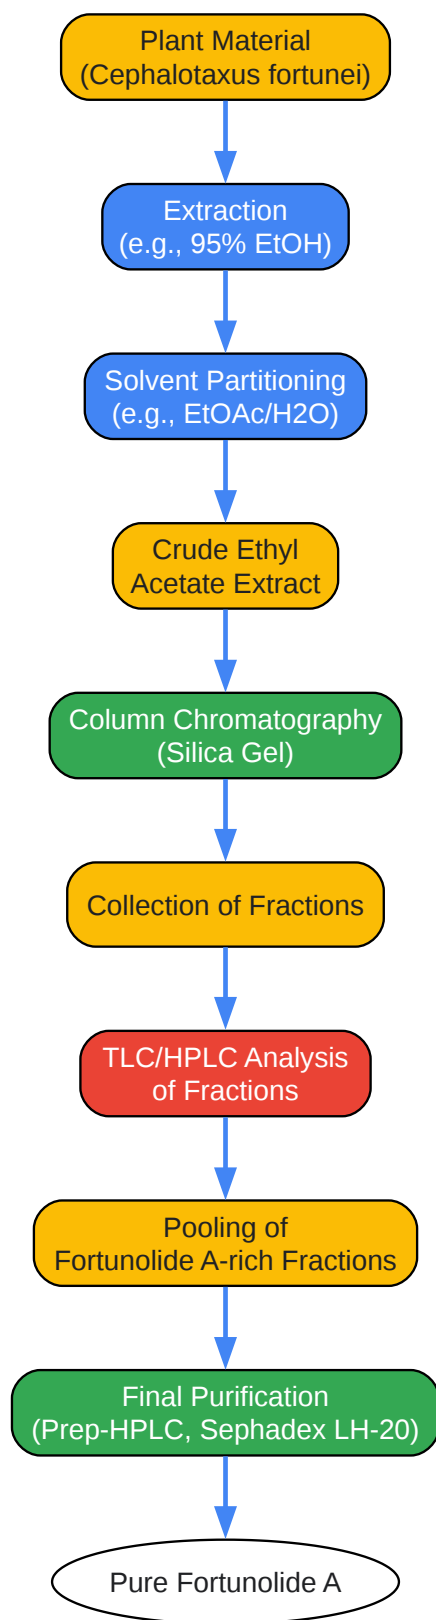 Plant Material
(Cephalotaxus fortunei)
Extraction
(e.g., 95% EtOH)
Solvent Partitioning
(e.g., EtOAc/H2O)
Crude Ethyl
Acetate Extract
Column Chromatography
(Silica Gel)
Collection of Fractions
TLC/HPLC Analysis
of Fractions
Pooling of
Fortunolide A-rich Fractions
Final Purification
(Prep-HPLC, Sephadex LH-20)
Pure Fortunolide A